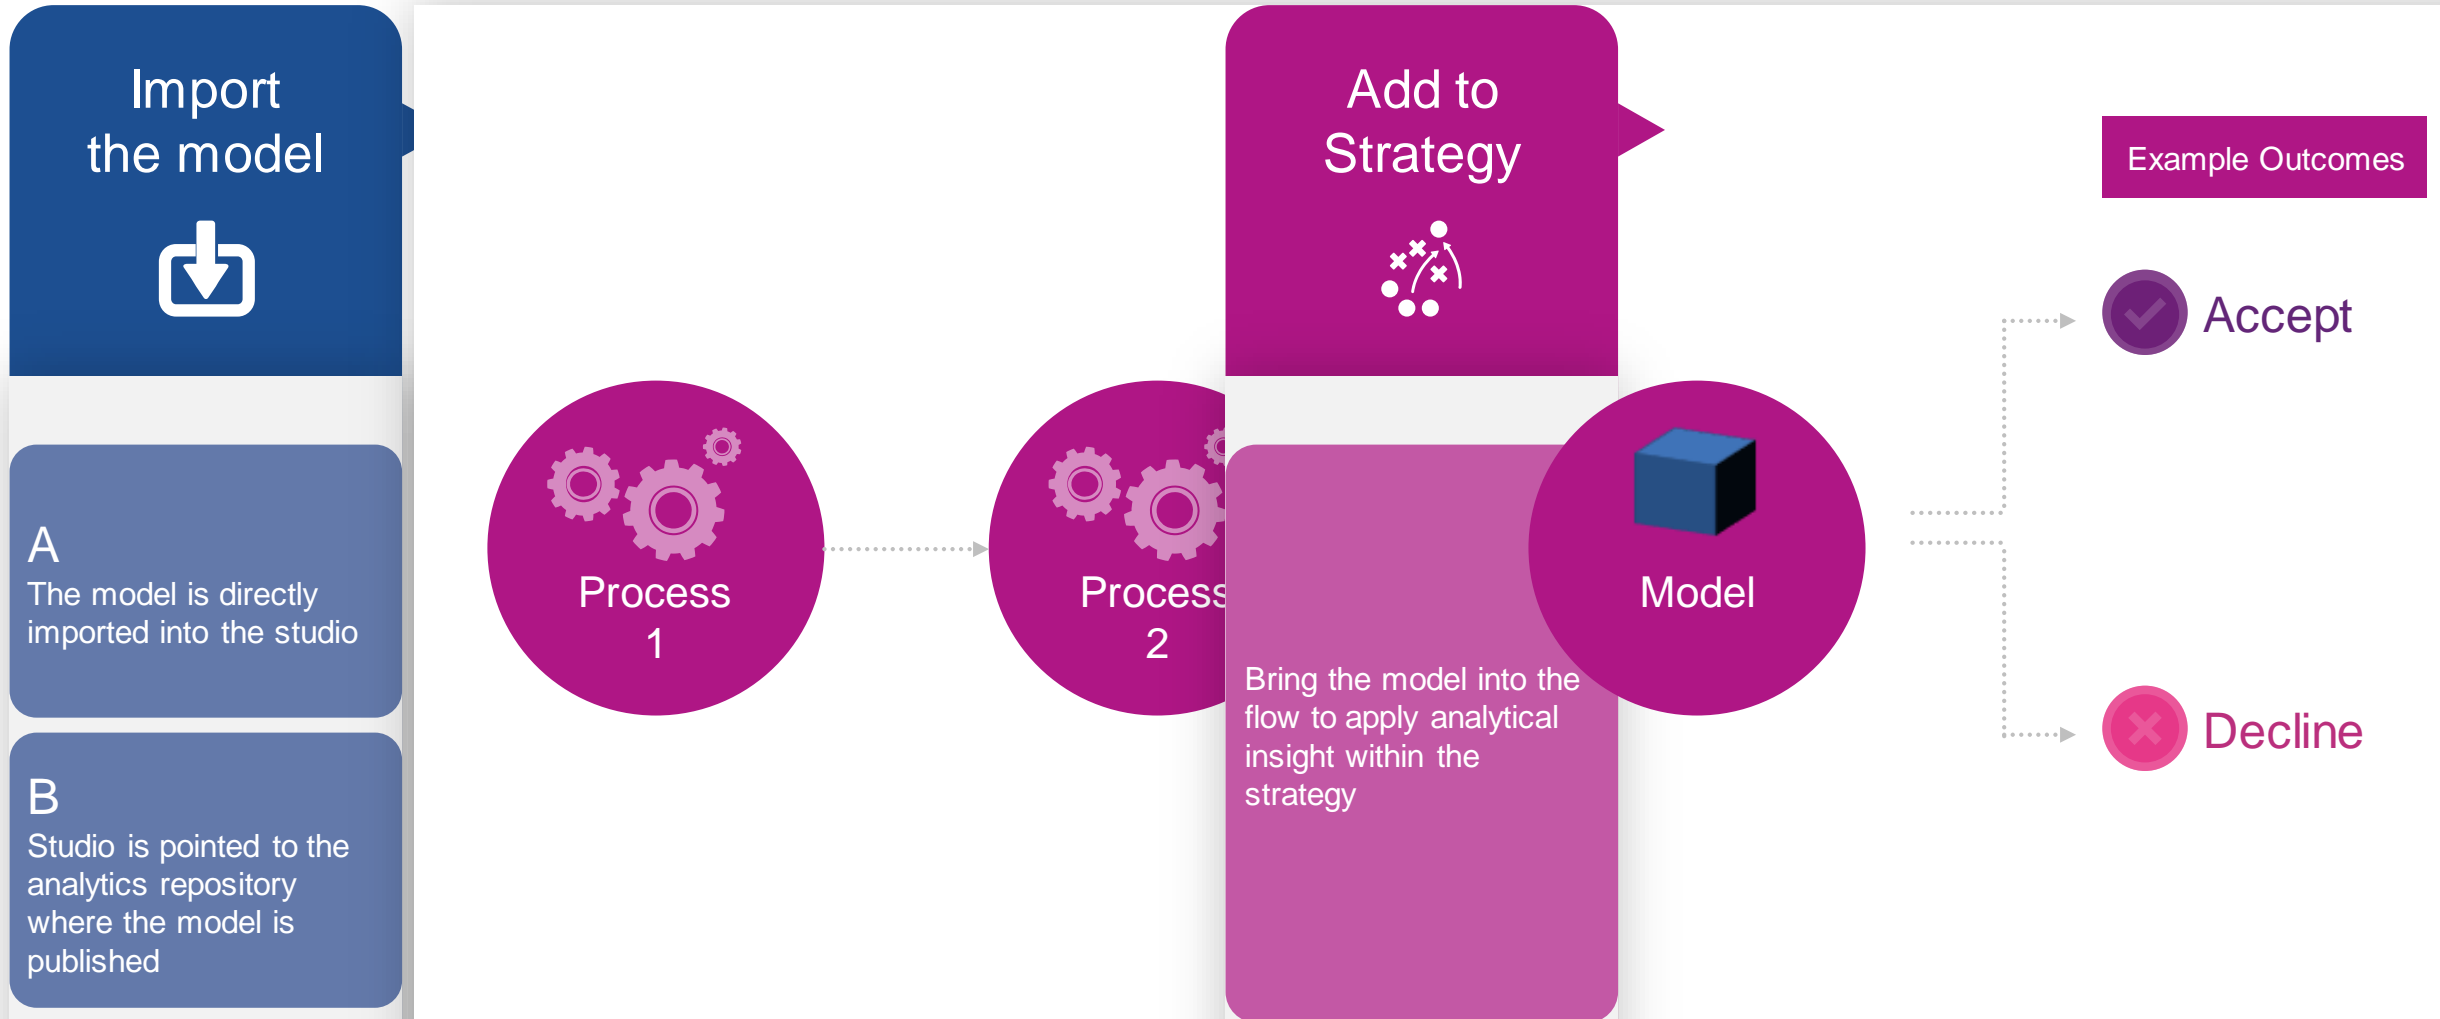 Import
the model
A
The model is directly
imported into the studio
B
Studio is pointed to the
analytics repository
where the model is
published
Process
1
Process
2
Add to
Strategy
Bring the model into the
flow to apply analytical
insight within the
strategy
Model
Example Outcomes
Accept
Decline